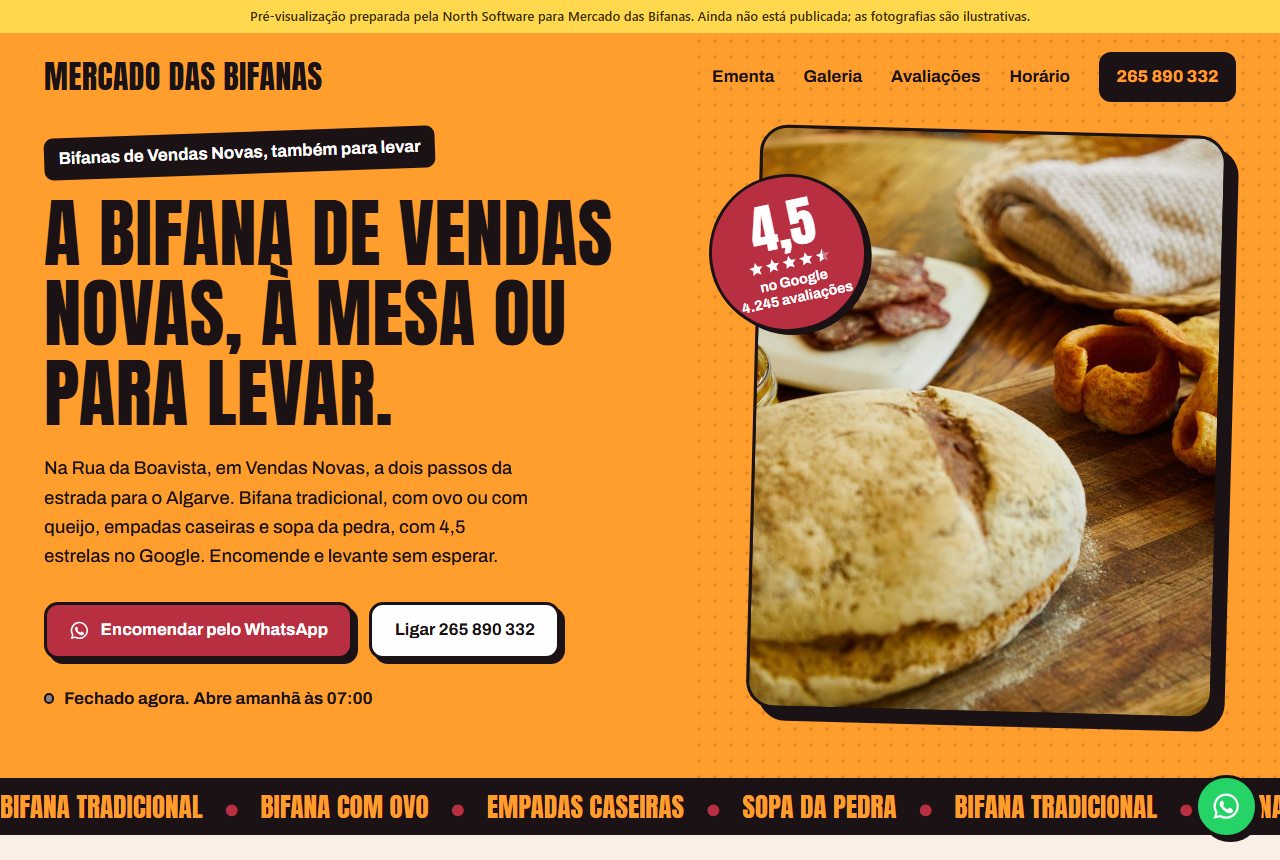 Pré-visualização preparada pela North Software para Mercado das Bifanas. Ainda não está publicada; as fotografias são ilustrativas.
MERCADO DAS BIFANAS
Ementa
Galeria
Avaliações
Horário
265 890 332
Bifanas de Vendas Novas, também para levar
A BIFANA DE VENDAS
NOVAS, À MESA OU
PARA LEVAR.
4,5
no Google
4.245 avaliações
Na Rua da Boavista, em Vendas Novas, a dois passos da
estrada para o Algarve. Bifana tradicional, com ovo ou com
queijo, empadas caseiras e sopa da pedra, com 4,5
estrelas no Google. Encomende e levante sem esperar.
Encomendar pelo WhatsApp
Ligar 265 890 332
Fechado agora. Abre amanhã às 07:00
BIFANA TRADICIONAL
BIFANA COM OVO
EMPADAS CASEIRAS
SOPA DA PEDRA
BIFANA TRADICIONAL